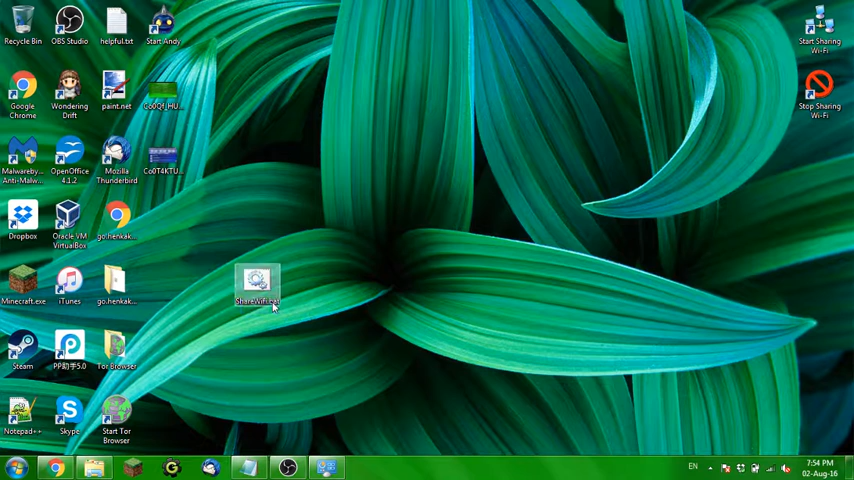 Recycle Bin
OBS Studio
helpful.txt
Start Andy
Google
Chrome
Wondering
Drift
paint.net
Co0Qf_HU...
Malwareby...
Anti-Malw...
OpenOffice
4.1.2
Mozilla
Thunderbird
Co0T4KTU...
Dropbox
Oracle VM
VirtualBox
go.henkak...
Minecraft.exe
iTunes
go.henkak...
Steam
PP助手5.0
Tor Browser
Notepad++
Skype
Start Tor
Browser
ShareWifi.bat
Start Sharing
Wi-Fi
Stop Sharing
Wi-Fi
EN
7:54 PM
02-Aug-16